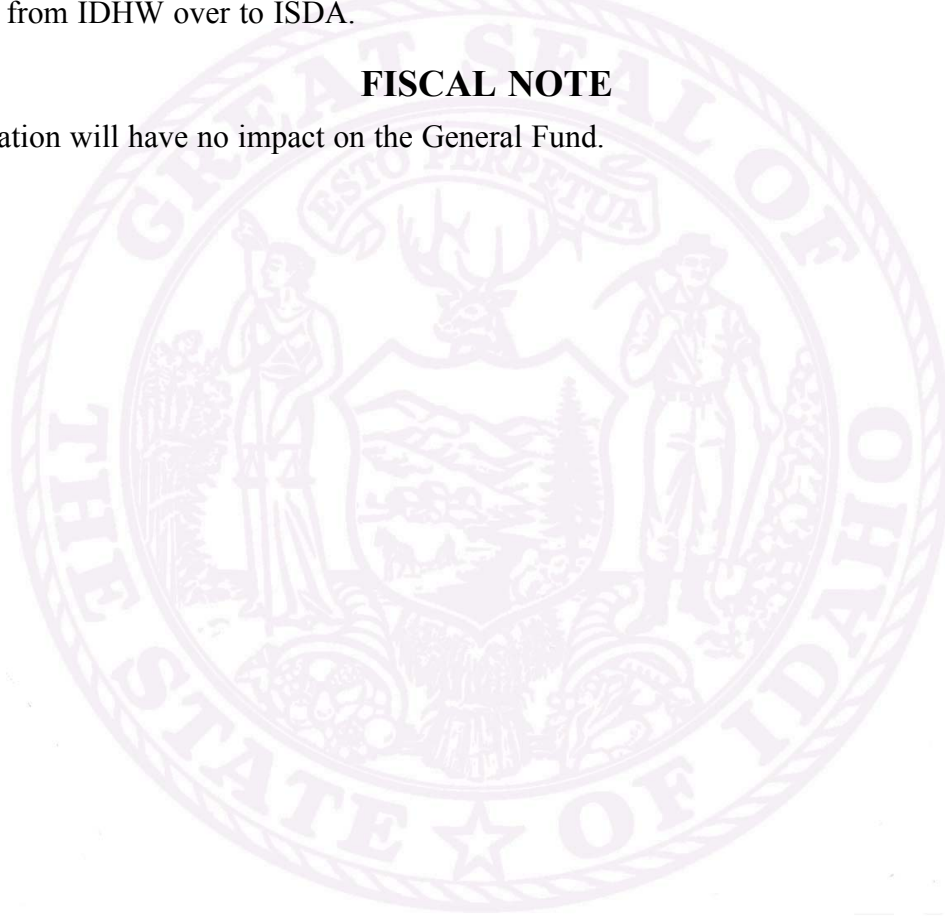 from IDHW over to ISDA.
FISCAL NOTE
ation will have no impact on the General Fund.
GREAT SEAL OF
ESTO PERPETUA
THE STATE OF IDAHO